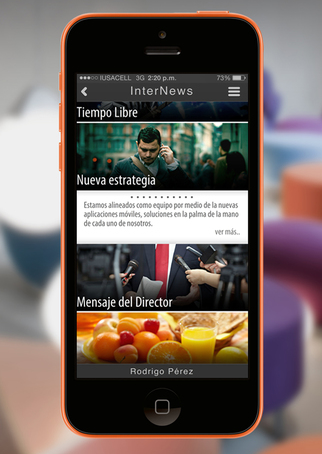 IUSACELL 3G 2:20 p.m. 73%
InterNews
Tiempo Libre
Nueva estrategia
Estamos alineados como equipo por medio de la nuevas
aplicaciones móviles, soluciones en la palma de la mano
de cada uno de nosotros.
ver más..
Mensaje del Director
Rodrigo Pérez